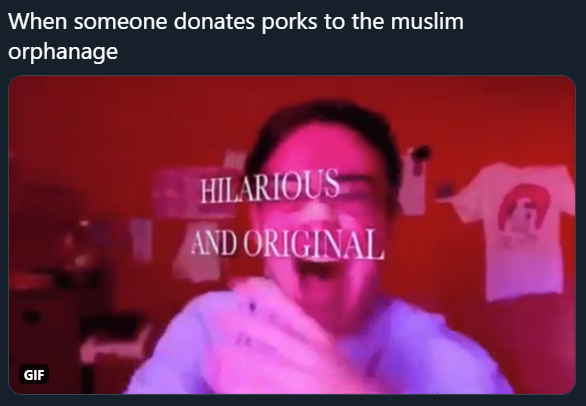 When someone donates porks to the muslim
orphanage
HILARIOUS
AND ORIGINAL
GIF